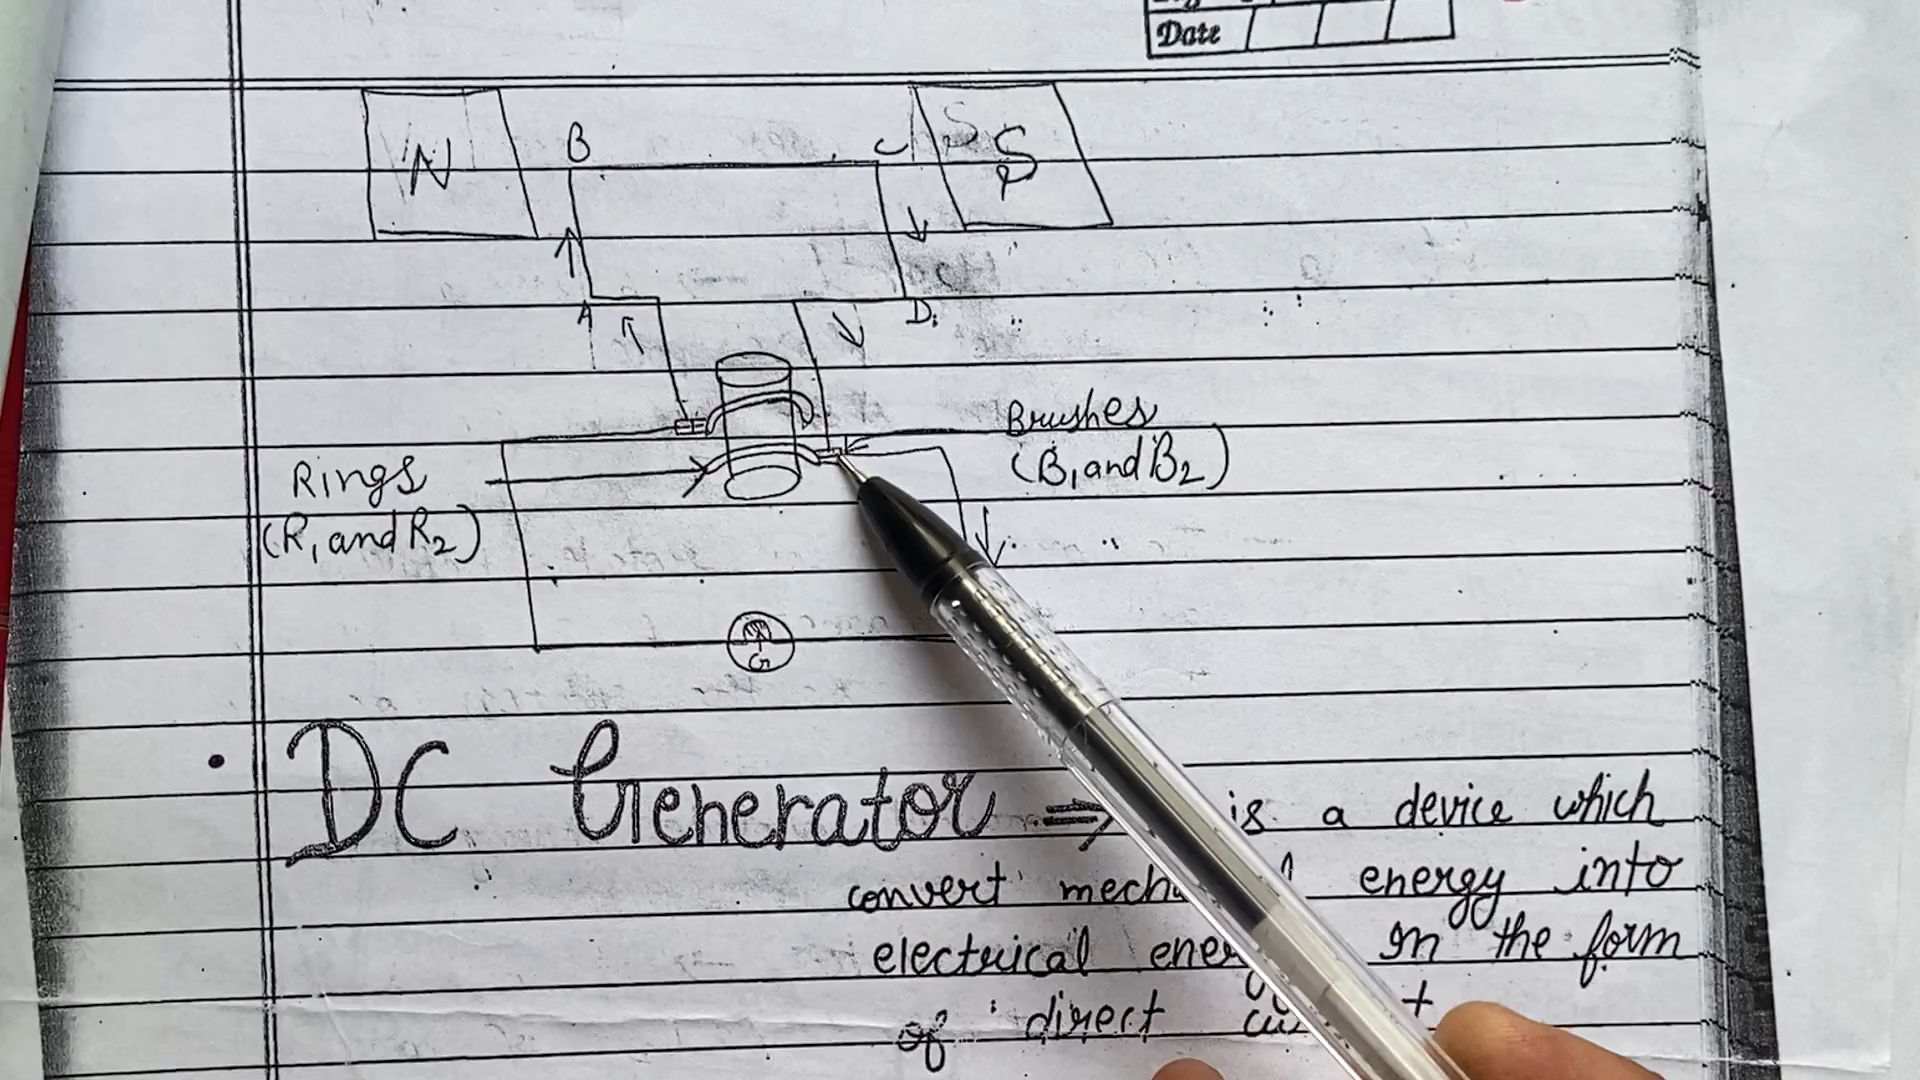 Date
N
S
S
B
C
A
D
Brushes
(B1 and B2)
Rings
(R1 and R2)
G
• DC Generator ⇒ is a device which
convert energy into
electrical In the form
of direct